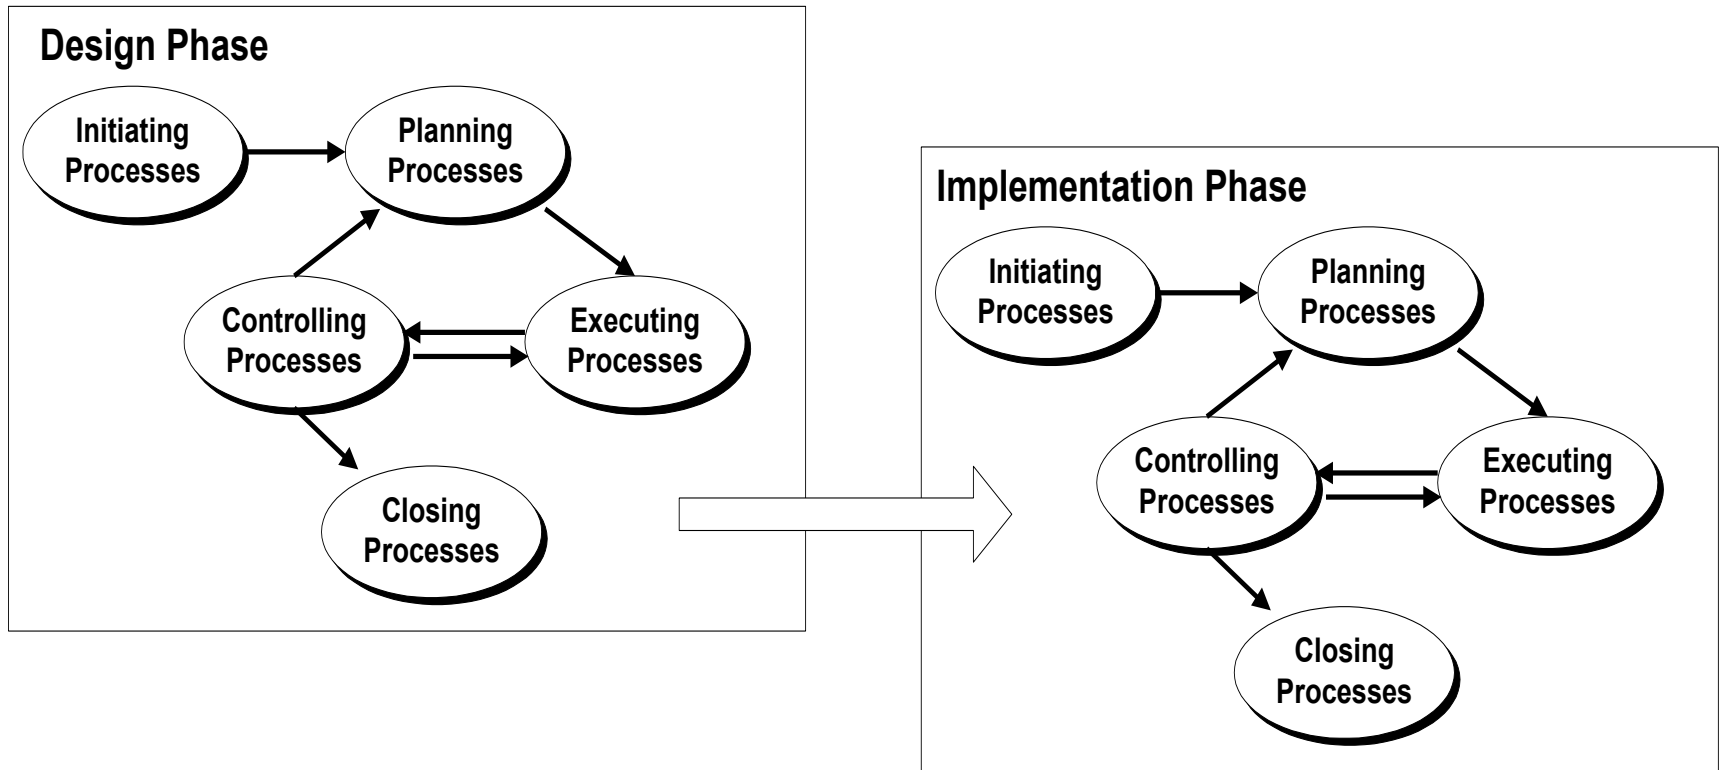 Design Phase
Initiating
Processes
Planning
Processes
Controlling
Processes
Executing
Processes
Closing
Processes
Implementation Phase
Initiating
Processes
Planning
Processes
Controlling
Processes
Executing
Processes
Closing
Processes